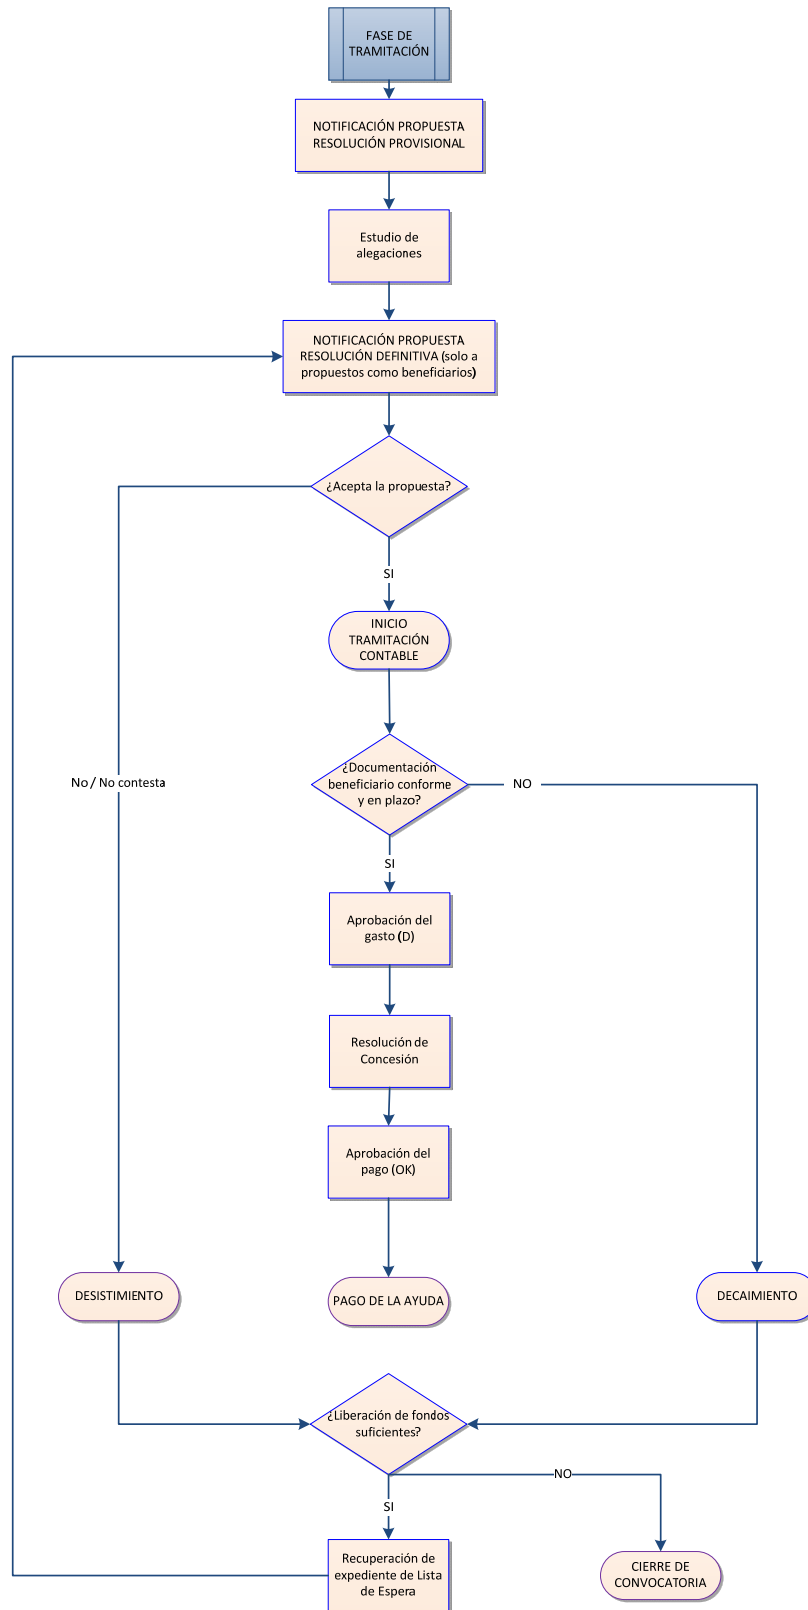 FASE DE
TRAMITACIÓN
NOTIFICACIÓN PROPUESTA
RESOLUCIÓN PROVISIONAL
Estudio de
alegaciones
NOTIFICACIÓN PROPUESTA
RESOLUCIÓN DEFINITIVA (solo a
propuestos como beneficiarios)
¿Acepta la propuesta?
SI
INICIO
TRAMITACIÓN
CONTABLE
No / No contesta
¿Documentación
beneficiario conforme
y en plazo?
NO
SI
Aprobación del
gasto (D)
Resolución de
Concesión
Aprobación del
pago (OK)
DESISTIMIENTO
PAGO DE LA AYUDA
DECAIMIENTO
¿Liberación de fondos
suficientes?
NO
SI
Recuperación de
expediente de Lista
de Espera
CIERRE DE
CONVOCATORIA